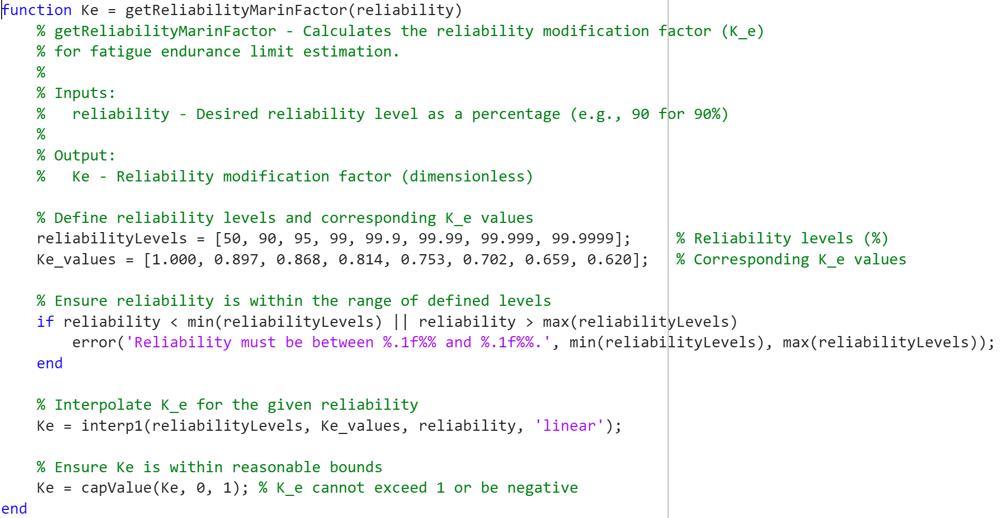 function Ke = getReliabilityMarinFactor(reliability)
    % getReliabilityMarinFactor - Calculates the reliability modification factor (K_e)
    % for fatigue endurance limit estimation.
    %
    % Inputs:
    %   reliability - Desired reliability level as a percentage (e.g., 90 for 90%)
    %
    % Output:
    %   Ke - Reliability modification factor (dimensionless)

    % Define reliability levels and corresponding K_e values
    reliabilityLevels = [50, 90, 95, 99, 99.9, 99.99, 99.999, 99.9999];     % Reliability levels (%)
    Ke_values = [1.000, 0.897, 0.868, 0.814, 0.753, 0.702, 0.659, 0.620];   % Corresponding K_e values

    % Ensure reliability is within the range of defined levels
    if reliability < min(reliabilityLevels) || reliability > max(reliabilityLevels)
        error('Reliability must be between %.1f%% and %.1f%%.', min(reliabilityLevels), max(reliabilityLevels));
    end

    % Interpolate K_e for the given reliability
    Ke = interp1(reliabilityLevels, Ke_values, reliability, 'linear');

    % Ensure Ke is within reasonable bounds
    Ke = capValue(Ke, 0, 1); % K_e cannot exceed 1 or be negative
end